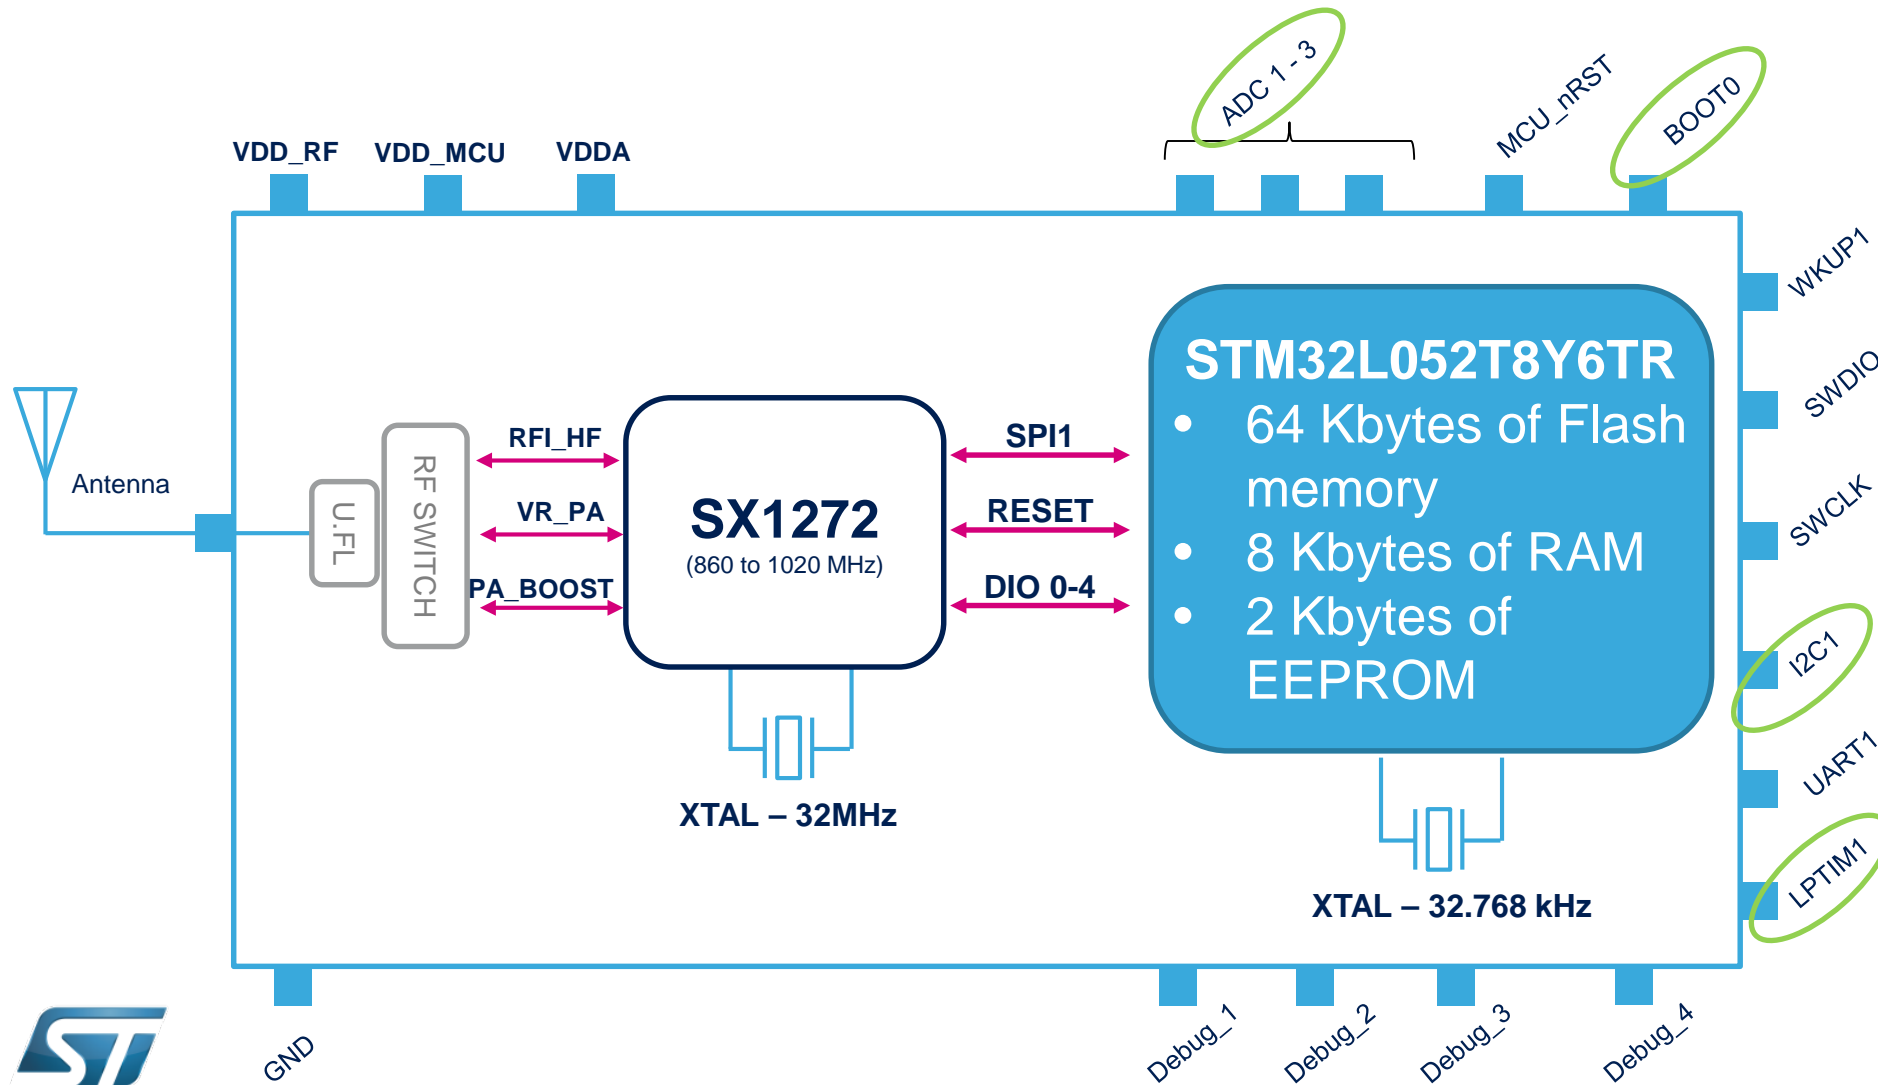 ADC 1 - 3
MCU_nRST
BOOT0
VDD_RF
VDD_MCU
VDDA
WKUP1
SWDIO
SWCLK
I2C1
UART1
LPTIM1
Antenna
U.FL
RF SWITCH
RFI_HF
VR_PA
PA_BOOST
SX1272
(860 to 1020 MHz)
SPI1
RESET
DIO 0-4
STM32L052T8Y6TR
• 64 Kbytes of Flash
memory
• 8 Kbytes of RAM
• 2 Kbytes of
EEPROM
XTAL – 32MHz
XTAL – 32.768 kHz
GND
Debug_1
Debug_2
Debug_3
Debug_4
ST